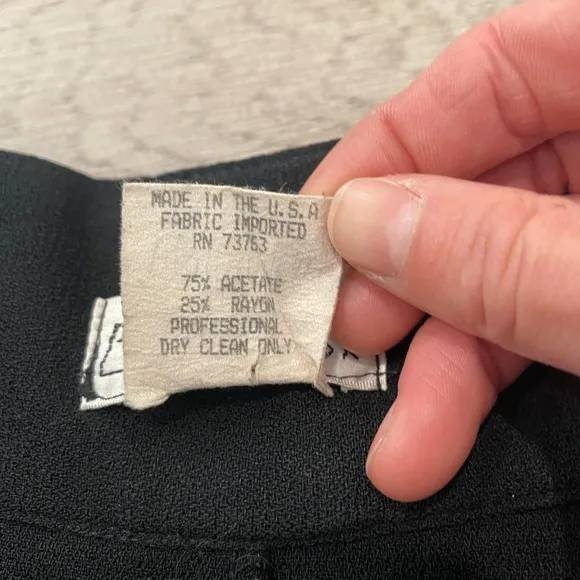 MADE IN THE U.S.A
FABRIC IMPORTED
RN 73763
75% ACETATE
25% RAYON
PROFESSIONAL
DRY CLEAN ONLY